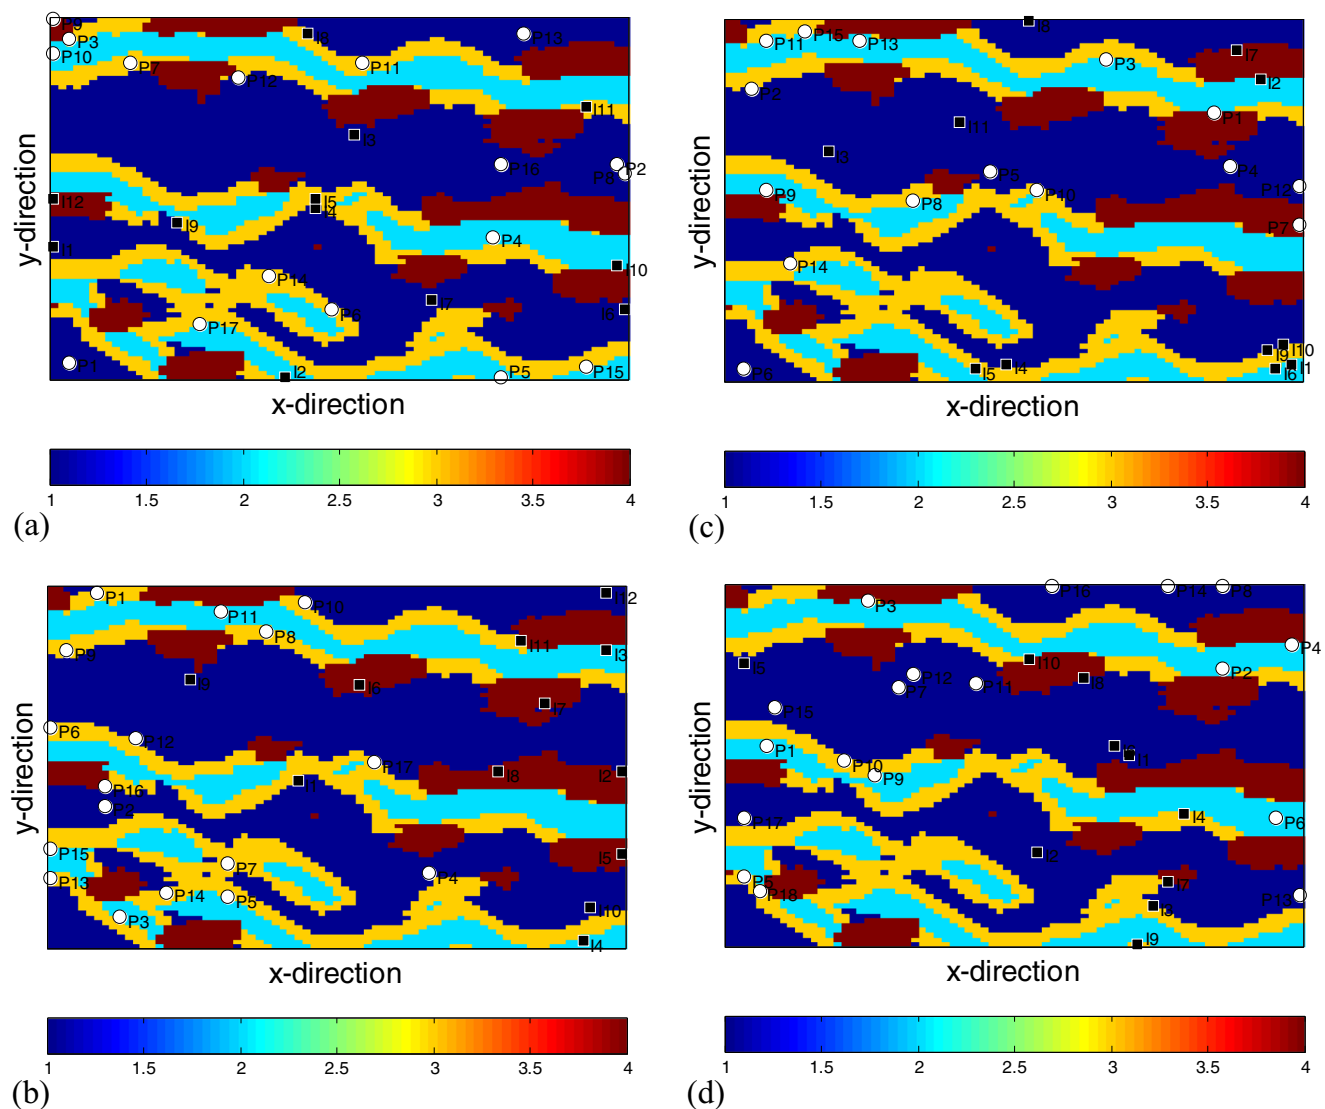 P9
I8
P13
P3
P10
P7
P11
P12
I11
I3
P16
P2
P8
I12
I5
I4
I9
P4
I1
I10
P14
I7
P6
I6
P17
P1
I2
P5
P15
y-direction
x-direction
1 1.5 2 2.5 3 3.5 4
(a)
I8
P15
P11
P13
I7
P3
I2
P2
P1
I11
I3
P4
P5
P12
P9
P10
P8
P7
P14
I10
I9
I4
I1
P6
I5
I6
y-direction
x-direction
1 1.5 2 2.5 3 3.5 4
(c)
P1
I12
P10
P11
P8
I11
P9
I3
I9
I6
I7
P6
P12
P17
I8
I2
I1
P16
P2
P15
I5
P7
P4
P13
P14
P5
I10
P3
I4
y-direction
x-direction
1 1.5 2 2.5 3 3.5 4
(b)
P16
P14
P8
P3
P4
I10
I5
P2
P12
I8
P7
P11
P15
P1
I1
P10
P9
I4
P17
P6
I2
P5
I7
P18
P13
I3
I9
y-direction
x-direction
1 1.5 2 2.5 3 3.5 4
(d)